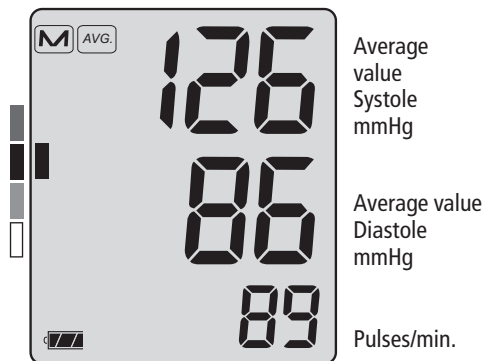 M AVG.
126
Average
value
Systole
mmHg
86
Average value
Diastole
mmHg
89
Pulses/min.